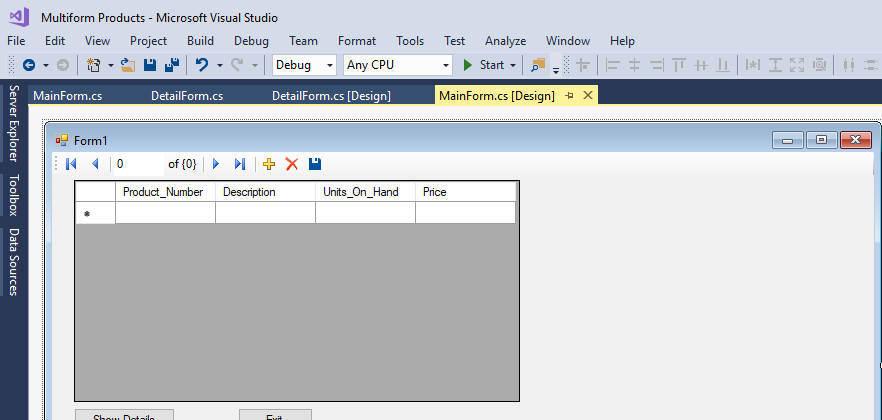 Multiform Products - Microsoft Visual Studio
File Edit View Project Build Debug Team Format Tools Test Analyze Window Help
Debug Any CPU Start
MainForm.cs DetailForm.cs DetailForm.cs [Design] MainForm.cs [Design]
Server Explorer
Toolbox
Data Sources
Form1
0 of {0}
Product_Number Description Units_On_Hand Price
Show Details Exit